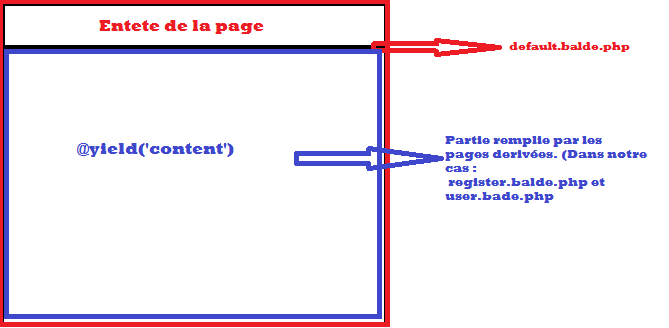 Entete de la page
default.balde.php
@yield('content')
Partie remplie par les
pages derivées. (Dans notre
cas :
register.balde.php et
user.bade.php